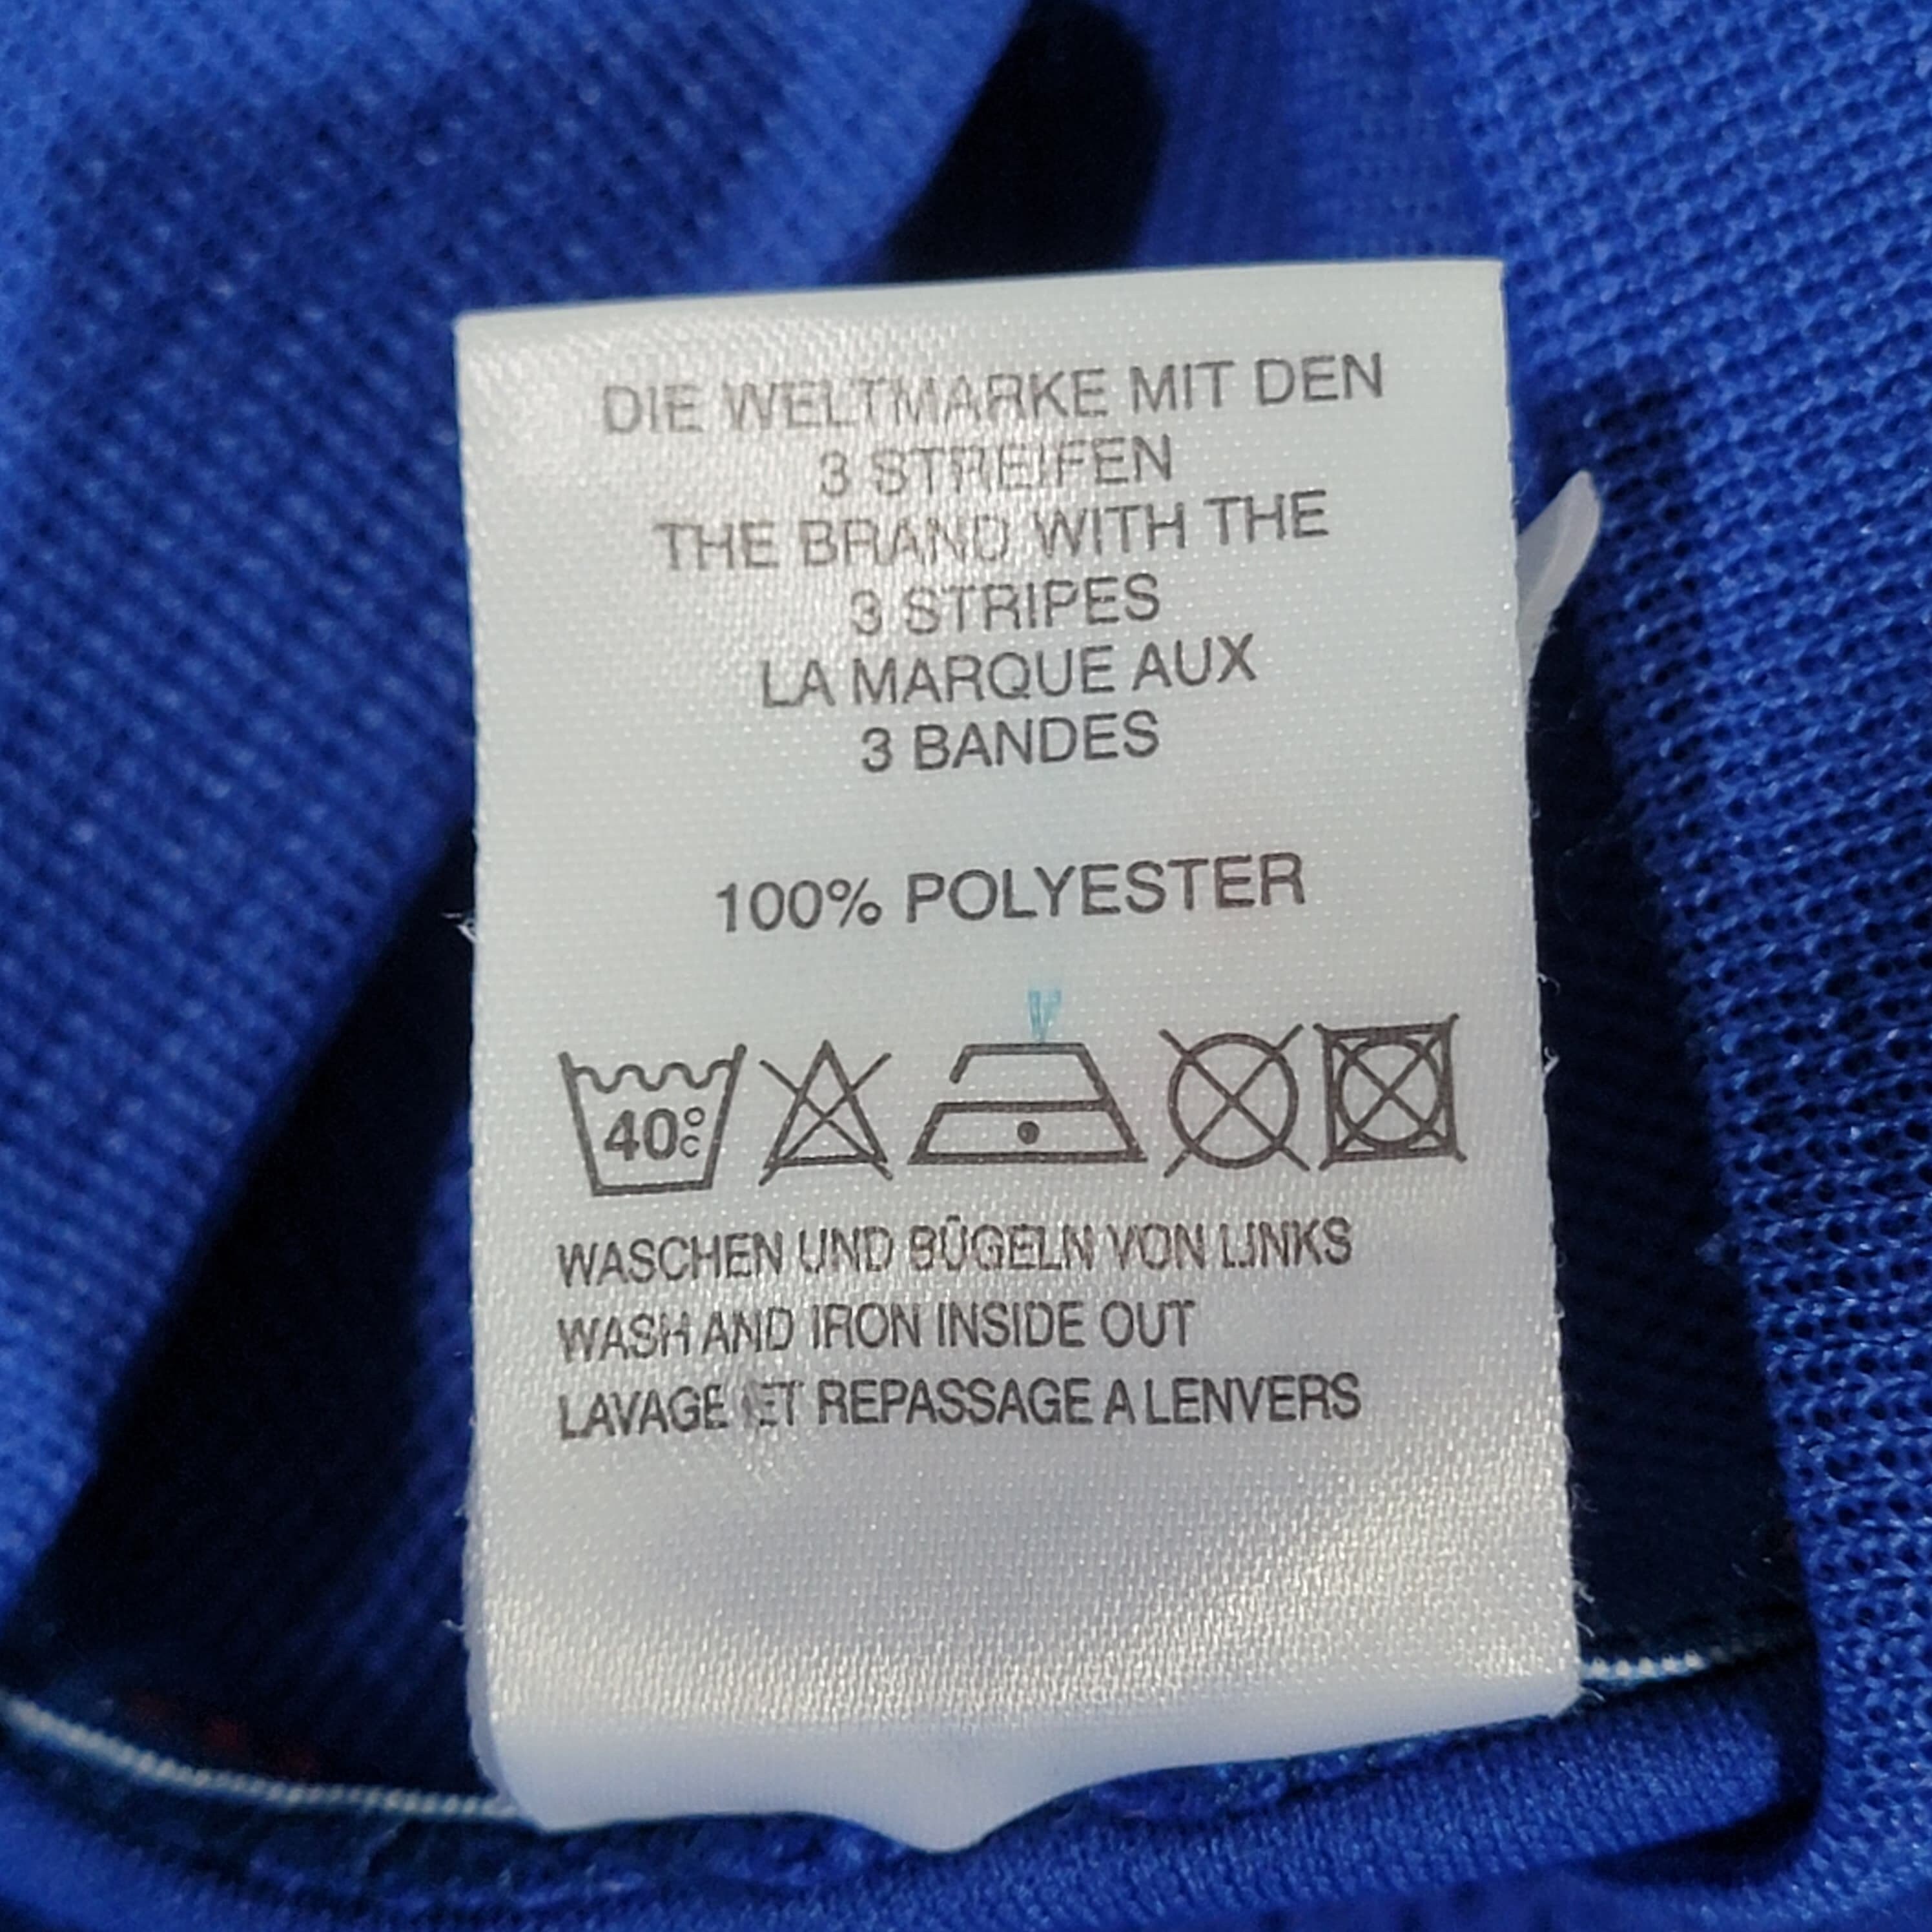 DIE WELTMARKE MIT DEN
3 STREIFEN
THE BRAND WITH THE
3 STRIPES
LA MARQUE AUX
3 BANDES
100% POLYESTER
40°C
WASCHEN UND BÜGELN VON LINKS
WASH AND IRON INSIDE OUT
LAVAGE ET REPASSAGE A LENVERS